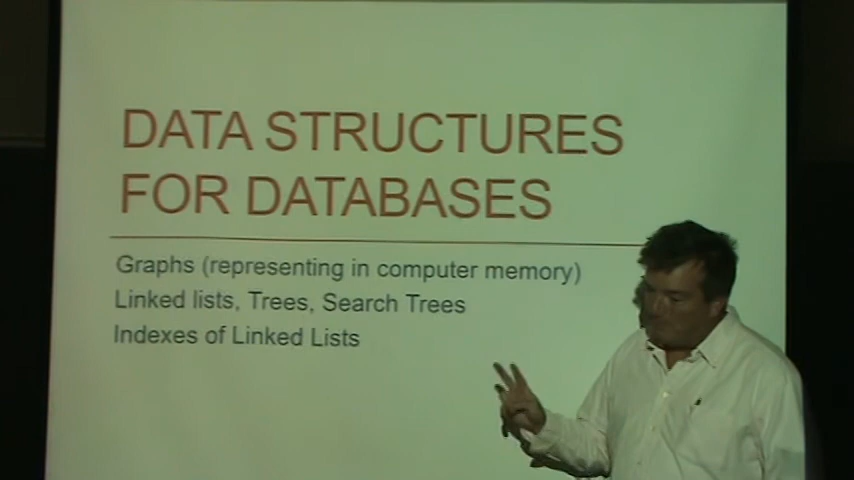 DATA STRUCTURES
FOR DATABASES
Graphs (representing in computer memory)
Linked lists, Trees, Search Trees
Indexes of Linked Lists